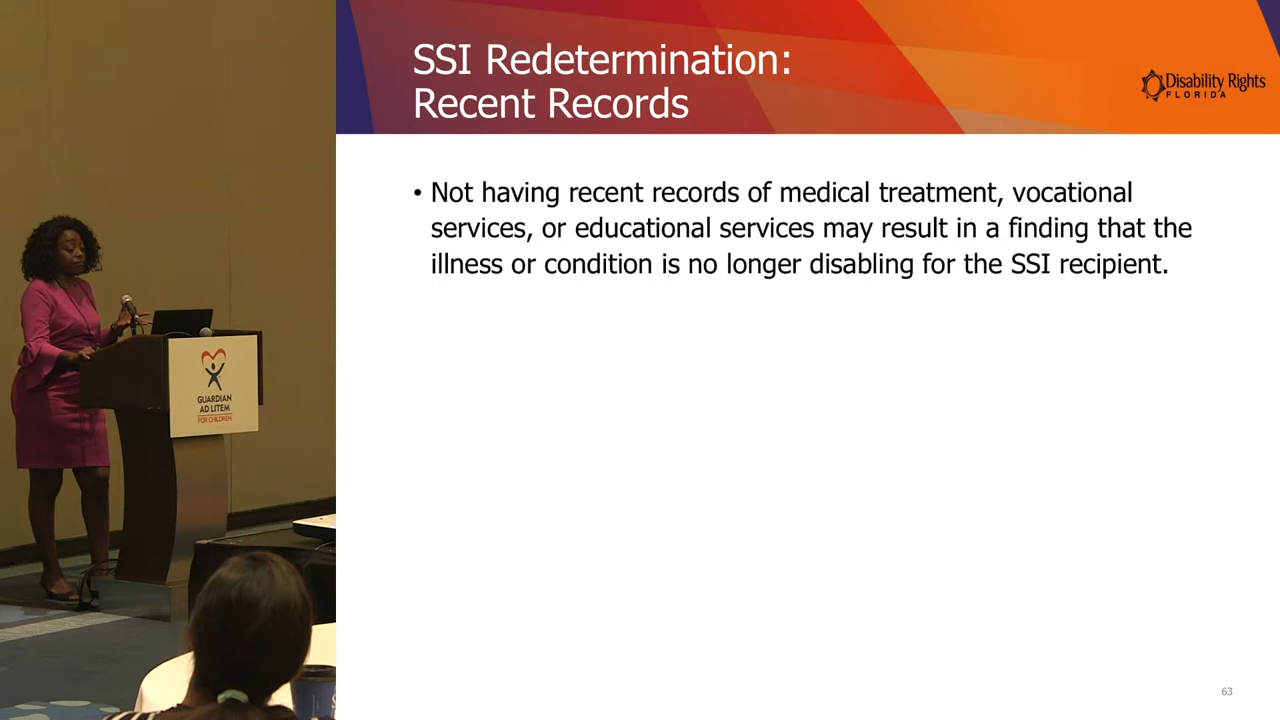 SSI Redetermination:
Recent Records
Disability Rights
FLORIDA
• Not having recent records of medical treatment, vocational
services, or educational services may result in a finding that the
illness or condition is no longer disabling for the SSI recipient.
GUARDIAN
AD LITEM
FOR CHILDREN
63